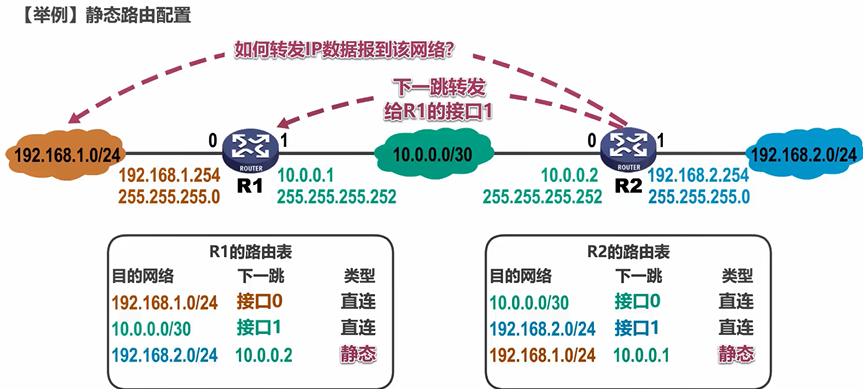 【举例】静态路由配置
如何转发IP数据报到该网络?
下一跳转发
给R1的接口1
192.168.1.0/24
0
ROUTER
R1
1
10.0.0.0/30
0
ROUTER
R2
1
192.168.2.0/24
192.168.1.254
255.255.255.0
10.0.0.1
255.255.255.252
10.0.0.2
255.255.255.252
192.168.2.254
255.255.255.0
R1的路由表
目的网络 下一跳 类型
192.168.1.0/24 接口0 直连
10.0.0.0/30 接口1 直连
192.168.2.0/24 10.0.0.2 静态
R2的路由表
目的网络 下一跳 类型
10.0.0.0/30 接口0 直连
192.168.2.0/24 接口1 直连
192.168.1.0/24 10.0.0.1 静态